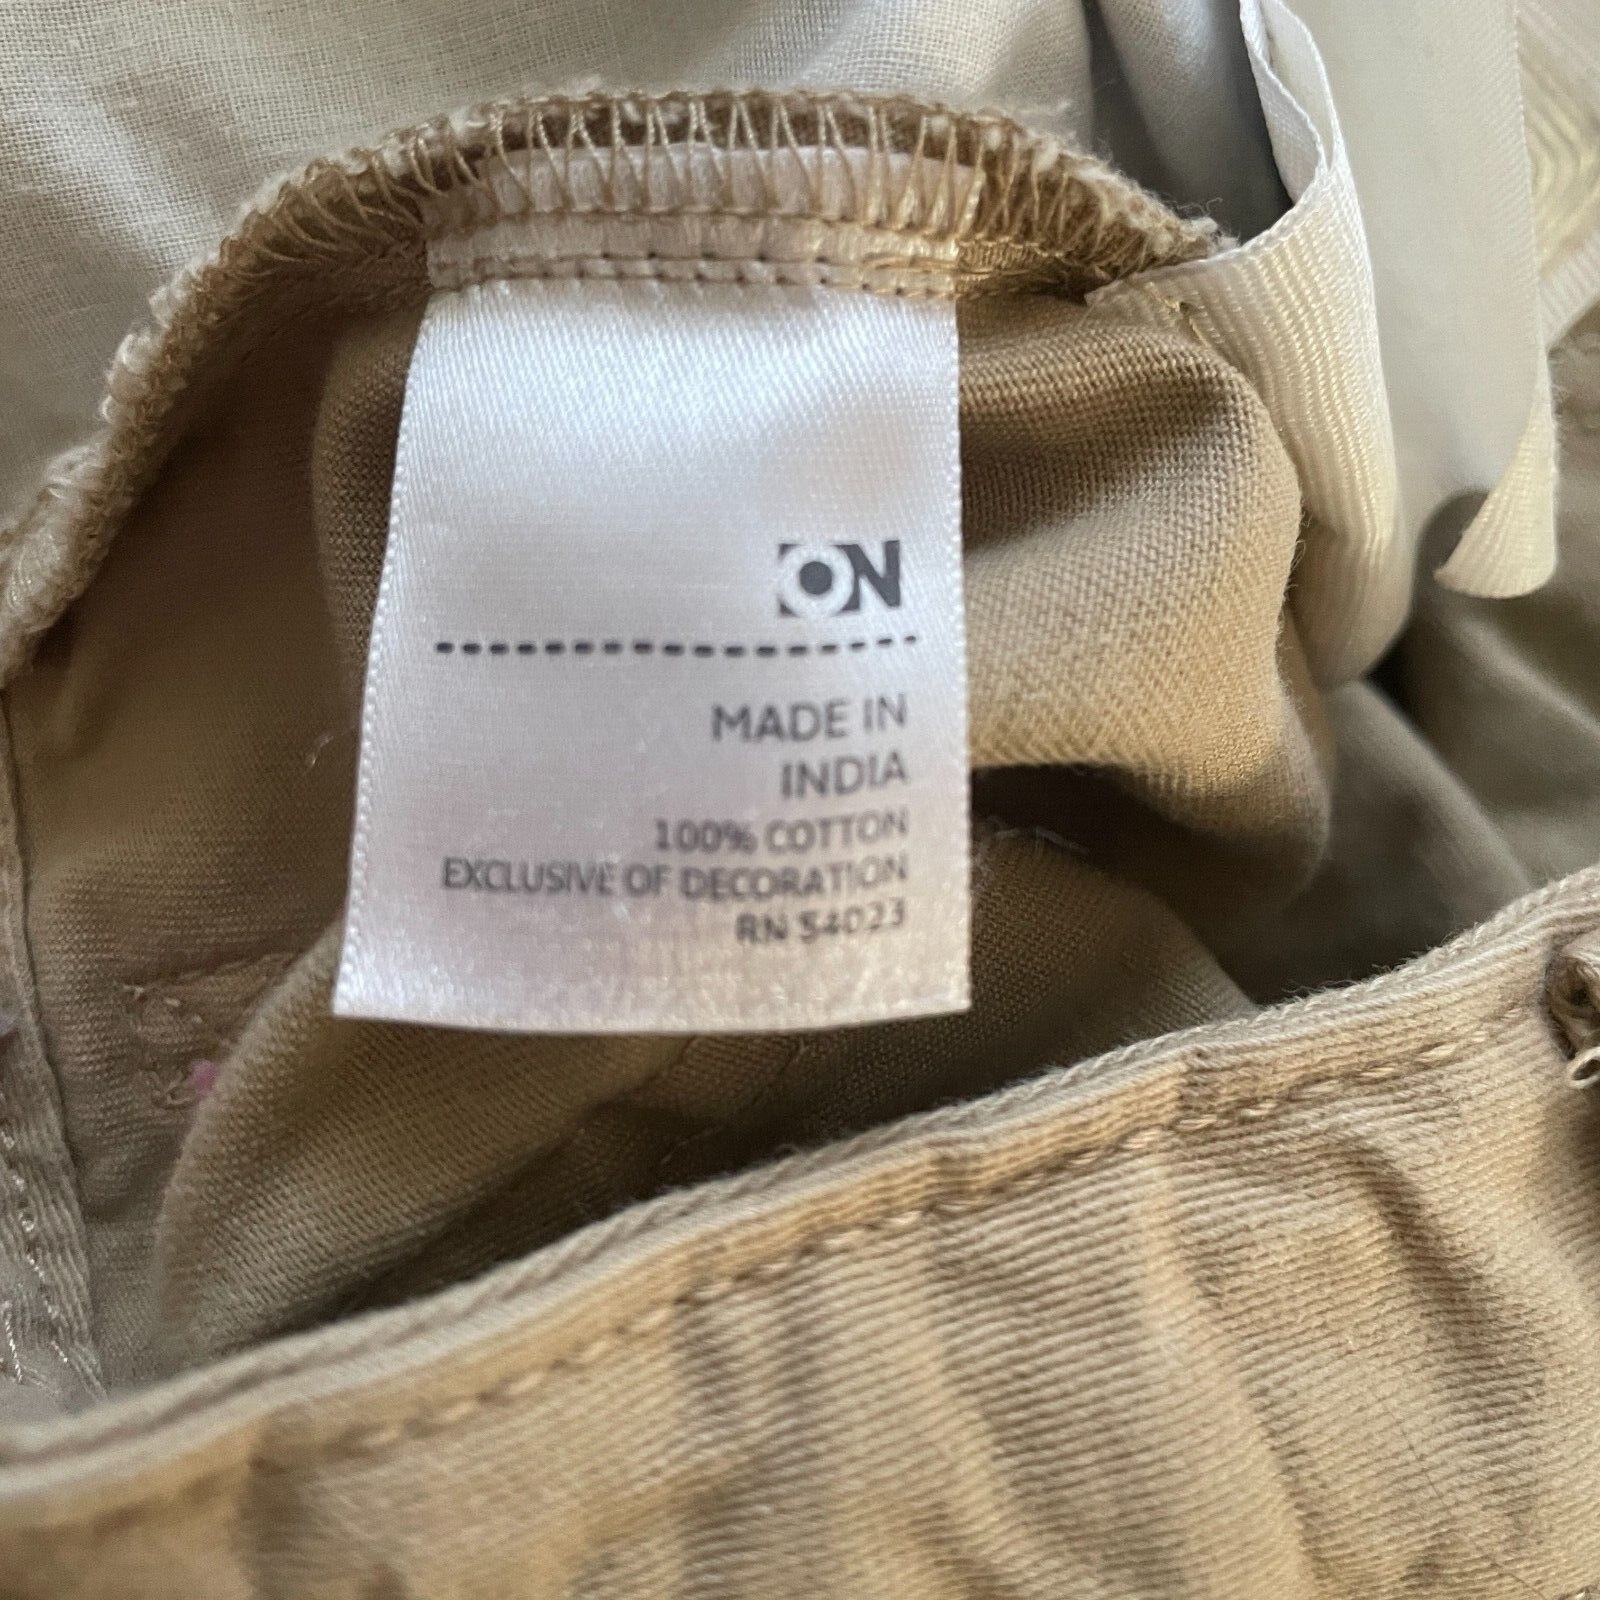 ON
MADE IN
INDIA
100% COTTON
EXCLUSIVE OF DECORATION
RN 54023